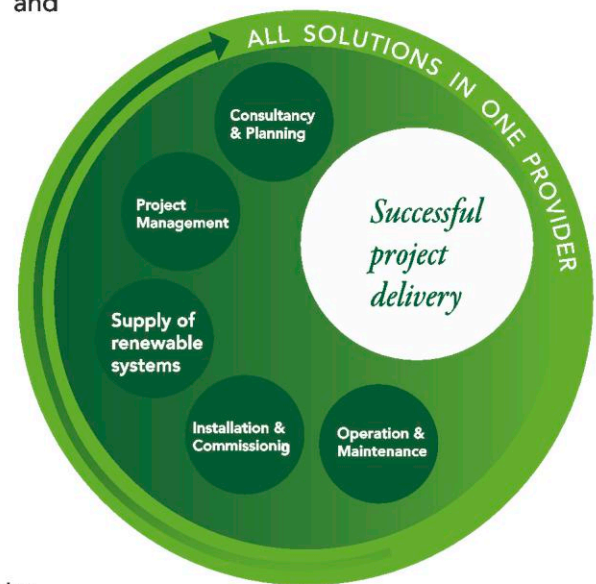 and
ALL SOLUTIONS IN ONE PROVIDER
Consultancy
& Planning
Project
Management
Successful
project
delivery
Supply of
renewable
systems
Installation &
Commissionig
Operation &
Maintenance